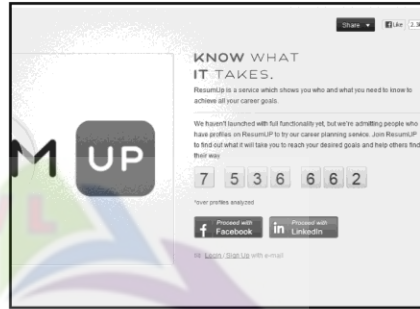 Share
Like 2.3
KNOW WHAT
IT TAKES.
ResumUp is a service which shows you who and what you need to know to
achieve all your career goals.
We haven't launched with full functionality yet, but we're admitting people who
have profiles on ResumUP to try our career planning service. Join ResumUP
to find out what it will take you to reach your desired goals and help others find
their way
M UP
7 536 662
*over profiles analyzed
Proceed with
Facebook
Proceed with
in LinkedIn
Login / Sign Up with e-mail